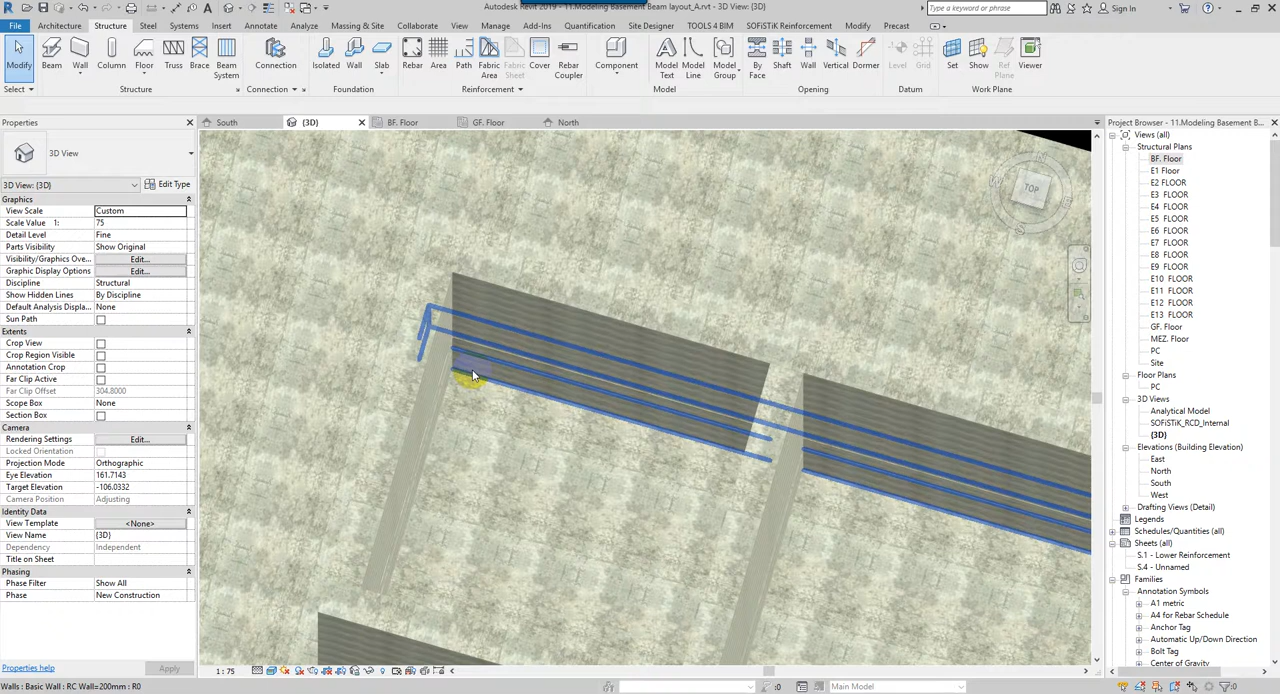 Autodesk Revit 2019 - 11.Modeling Basement Beam layout_A.rvt - 3D View: {3D}
Type a keyword or phrase
Sign In
File Architecture Structure Steel Systems Insert Annotate Analyze Massing & Site Collaborate View Manage Add-Ins Quantification Site Designer TOOLS 4 BIM SOFiSTiK Reinforcement Modify Precast
Modify Beam Wall Column Floor Truss Brace Beam System Connection Isolated Wall Slab Rebar Area Path Fabric Area Fabric Sheet Cover Rebar Coupler Component Model Text Model Line Model Group By Face Shaft Wall Vertical Dormer Level Grid Set Show Ref Plane Viewer
Select Structure Connection Foundation Reinforcement Model Opening Datum Work Plane
Properties
South {3D} BF. Floor GF. Floor North
Project Browser - 11.Modeling Basement B...
3D View
3D View: {3D} Edit Type
Graphics
View Scale Custom
Scale Value 1: 75
Detail Level Fine
Parts Visibility Show Original
Visibility/Graphics Ove... Edit...
Graphic Display Options Edit...
Discipline Structural
Show Hidden Lines By Discipline
Default Analysis Displa... None
Sun Path
Extents
Crop View
Crop Region Visible
Annotation Crop
Far Clip Active
Far Clip Offset 304.8000
Scope Box None
Section Box
Camera
Rendering Settings Edit...
Locked Orientation
Projection Mode Orthographic
Eye Elevation 161.7143
Target Elevation -106.0332
Camera Position Adjusting
Identity Data
View Template <None>
View Name {3D}
Dependency Independent
Title on Sheet
Phasing
Phase Filter Show All
Phase New Construction
Properties help Apply
TOP
Views (all)
Structural Plans
BF. Floor
E1 Floor
E2 FLOOR
E3 FLOOR
E4 FLOOR
E5 FLOOR
E6 FLOOR
E7 FLOOR
E8 FLOOR
E9 FLOOR
E10 FLOOR
E11 FLOOR
E12 FLOOR
E13 FLOOR
GF. Floor
MEZ. Floor
PC
Site
Floor Plans
PC
3D Views
Analytical Model
SOFiSTiK_RCD_Internal
{3D}
Elevations (Building Elevation)
East
North
South
West
Drafting Views (Detail)
Legends
Schedules/Quantities (all)
Sheets (all)
S.1 - Lower Reinforcement
S.4 - Unnamed
Families
Annotation Symbols
A1 metric
A4 for Rebar Schedule
Anchor Tag
Automatic Up/Down Direction
Bolt Tag
Center of Gravity
1 : 75
Walls : Basic Wall : RC Wall=200mm : R0
:0
Main Model
:0